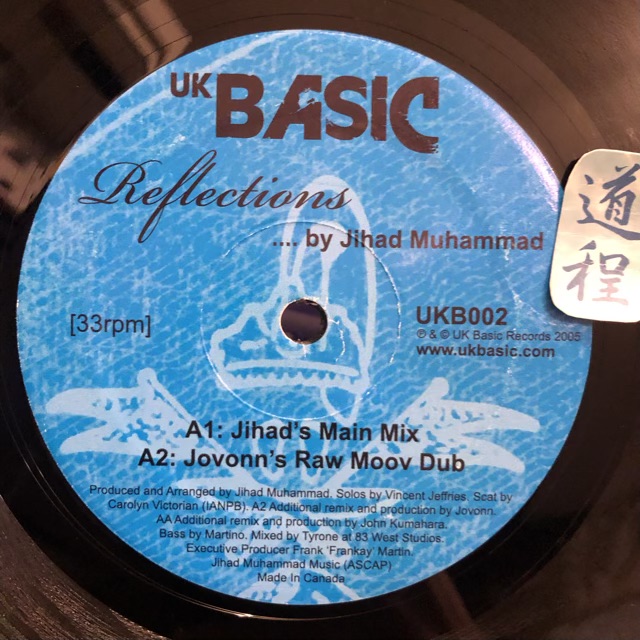 UK BASIC
Reflections
.... by Jihad Muhammad
道程
[33rpm]
UKB002
℗ & © UK Basic Records 2005
www.ukbasic.com
A1: Jihad's Main Mix
A2: Jovonn's Raw Moov Dub
Produced and Arranged by Jihad Muhammad. Solos by Vincent Jeffries. Scat by
Carolyn Victorian (IANPB). A2 Additional remix and production by Jovonn.
AA Additional remix and production by John Kumahara.
Bass by Martino. Mixed by Tyrone at 83 West Studios.
Executive Producer Frank 'Frankay' Martin.
Jihad Muhammad Music (ASCAP)
Made In Canada